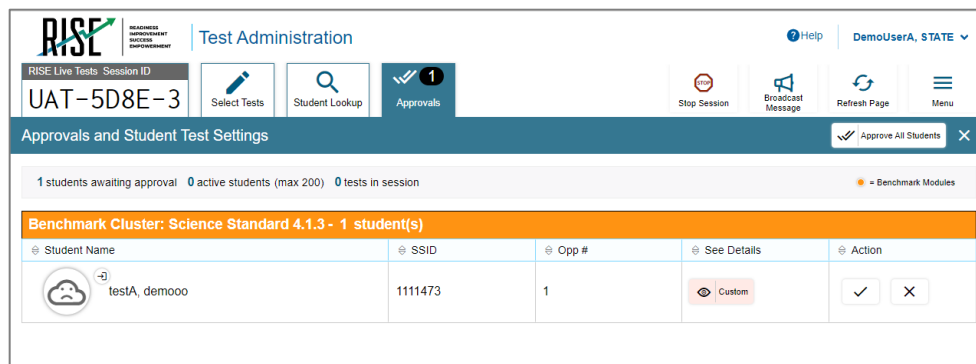 RISE
READINESS
IMPROVEMENT
SUCCESS
EMPOWERMENT
Test Administration
Help
DemoUserA, STATE
RISE Live Tests Session ID
UAT-5D8E-3
Select Tests
Student Lookup
1
Approvals
STOP
Stop Session
Broadcast
Message
Refresh Page
Menu
Approvals and Student Test Settings
Approve All Students
1 students awaiting approval 0 active students (max 200) 0 tests in session
= Benchmark Modules
Benchmark Cluster: Science Standard 4.1.3 - 1 student(s)
Student Name SSID Opp # See Details Action
testA, demooo 1111473 1 Custom